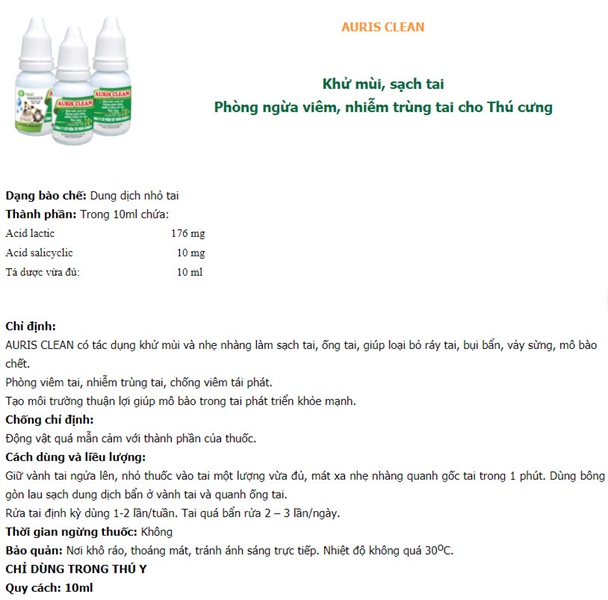 AURIS CLEAN
Khử mùi, sạch tai
Phòng ngừa viêm, nhiễm trùng tai cho Thú cưng
AURIS CLEAN
Dạng bào chế: Dung dịch nhỏ tai
Thành phần: Trong 10ml chứa:
Acid lactic 176 mg
Acid salicyclic 10 mg
Tá dược vừa đủ: 10 ml
Chỉ định:
AURIS CLEAN có tác dụng khử mùi và nhẹ nhàng làm sạch tai, ống tai, giúp loại bỏ ráy tai, bụi bẩn, vảy sừng, mô bào
chết.
Phòng viêm tai, nhiễm trùng tai, chống viêm tái phát.
Tạo môi trường thuận lợi giúp mô bào trong tai phát triển khỏe mạnh.
Chống chỉ định:
Động vật quá mẫn cảm với thành phần của thuốc.
Cách dùng và liều lượng:
Giữ vành tai ngửa lên, nhỏ thuốc vào tai một lượng vừa đủ, mát xa nhẹ nhàng quanh gốc tai trong 1 phút. Dùng bông
gòn lau sạch dung dịch bẩn ở vành tai và quanh ống tai.
Rửa tai định kỳ dùng 1-2 lần/tuần. Tai quá bẩn rửa 2 – 3 lần/ngày.
Thời gian ngừng thuốc: Không
Bảo quản: Nơi khô ráo, thoáng mát, tránh ánh sáng trực tiếp. Nhiệt độ không quá 30⁰C.
CHỈ DÙNG TRONG THÚ Y
Quy cách: 10ml